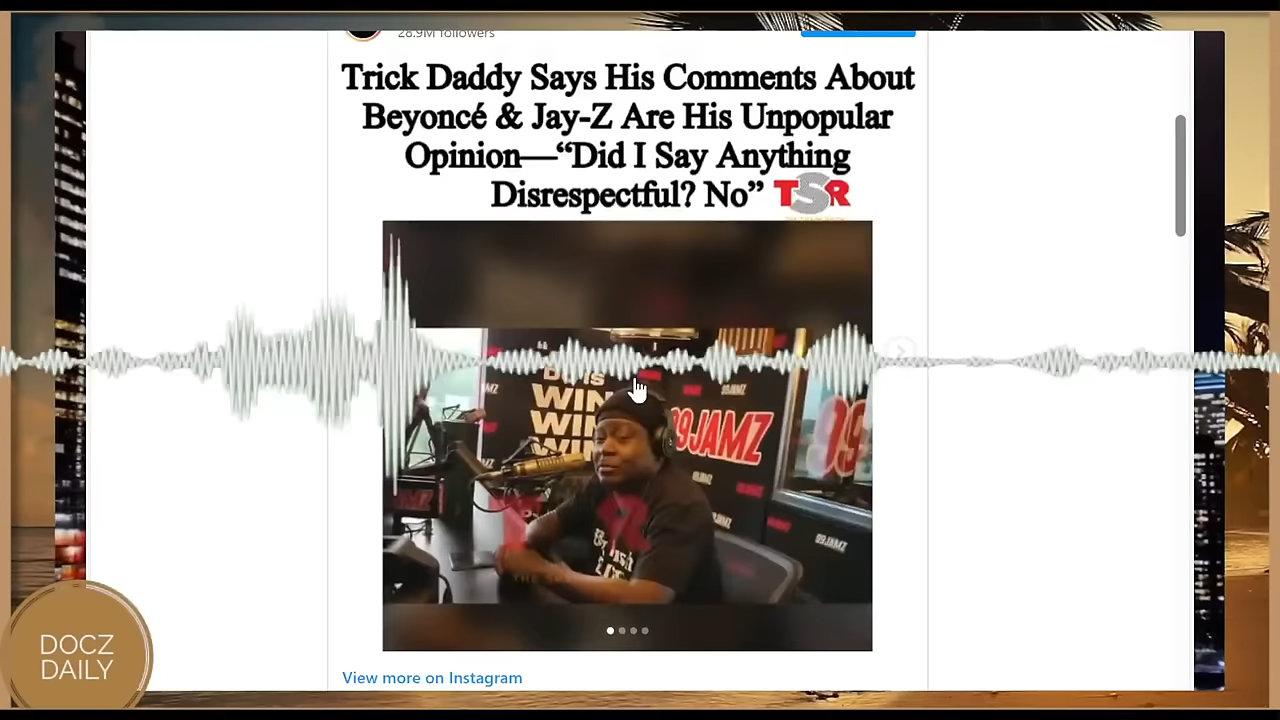 28.9M followers
Trick Daddy Says His Comments About
Beyoncé & Jay-Z Are His Unpopular
Opinion—“Did I Say Anything
Disrespectful? No” TSR
WIN
WIN
WIN
99JAMZ
99JAMZ
DOCZ
DAILY
View more on Instagram